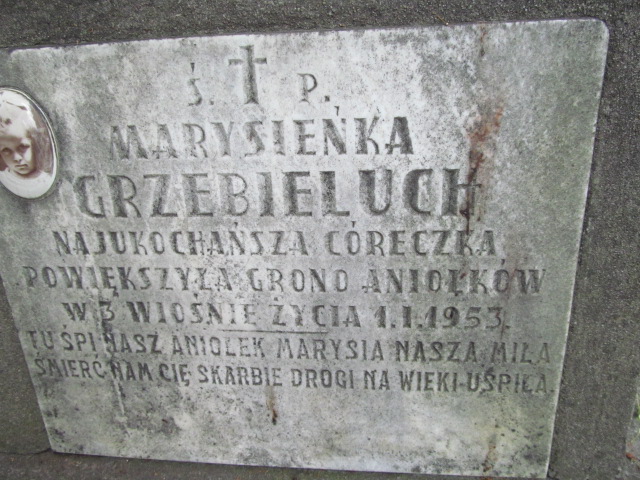 Ś. † P.
MARYSIEŃKA
GRZEBIELUCH
NAJUKOCHAŃSZA CÓRECZKA
POWIĘKSZYŁA GRONO ANIOŁKÓW
W 3 WIOŚNIE ŻYCIA 1.1.1953.
TU ŚPI NASZ ANIOŁEK MARYSIA NASZA MIŁA
ŚMIERĆ NAM CIĘ SKARBIE DROGI NA WIEKI UŚPIŁA.